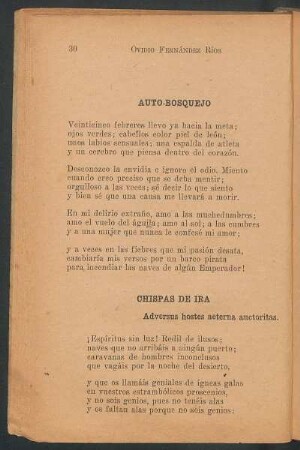 30 Ovidio Fernández Ríos
AUTO-BOSQUEJO
Veinticinco febreros llevo ya hacia la meta;
ojos verdes; cabellos color piel de león;
unos labios sensuales; una espalda de atleta
y un cerebro que piensa dentro del corazón.
Desconozco la envidia e ignoro el odio. Miento
cuando creo preciso que se deba mentir;
orgulloso a las veces; sé decir lo que siento
y bien sé que una causa me llevará a morir.
En mi delirio extraño, amo a las muchedumbres;
amo el vuelo del águila; amo al sol; a las cumbres
y a una mujer que nunca le confesé mi amor;
y a veces en las fiebres que mi pasión desata,
cambiaría mis versos por un barco pirata
para incendiar las naves de algún Emperador!
CHISPAS DE IRA
Adversus hostes aeterna auctoritas.
¡Espíritus sin luz! Redil de ilusos;
naves que no arribáis a ningún puerto;
caravanas de hombres inconclusos
que vagáis por la noche del desierto,
y que os llamáis geniales de ígneas galas
en vuestros estrambólicos proscenios,
y no sois genios, pues no tenéis alas
y os faltan alas porque no sois genios: